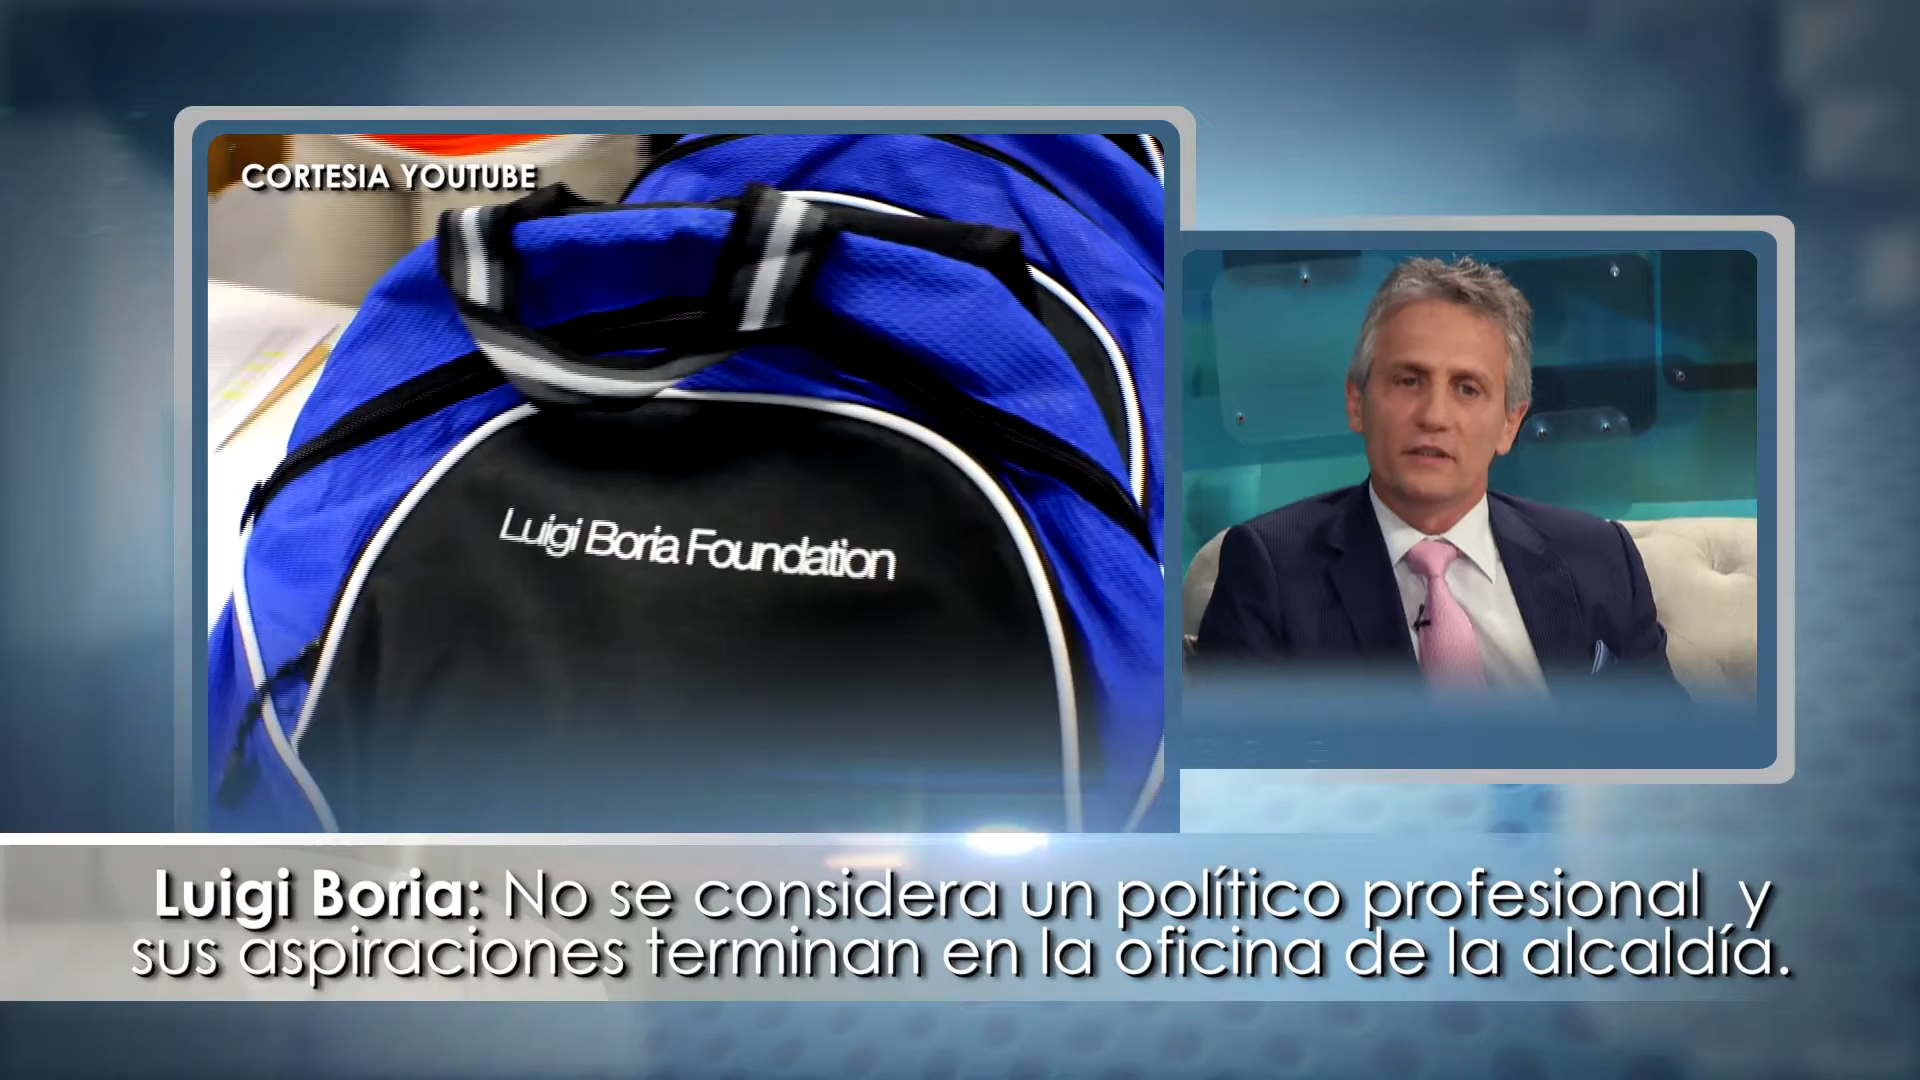 CORTESIA YOUTUBE
Luigi Boria Foundation
Luigi Boria: No se considera un político profesional y
sus aspiraciones terminan en la oficina de la alcaldía.